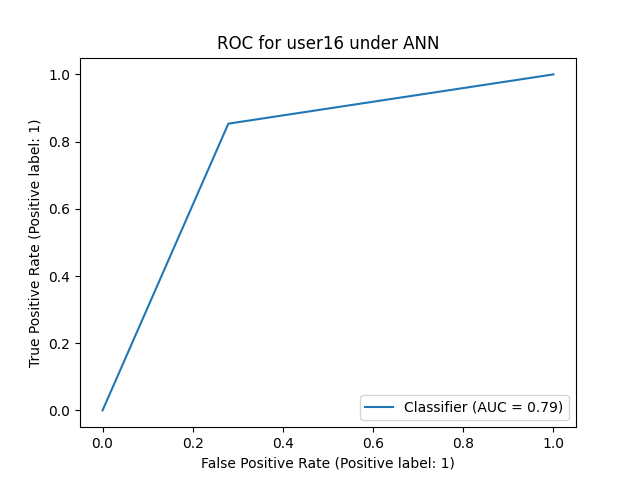 ROC for user16 under ANN
True Positive Rate (Positive label: 1)
1.0
0.8
0.6
0.4
0.2
0.0
Classifier (AUC = 0.79)
0.0 0.2 0.4 0.6 0.8 1.0
False Positive Rate (Positive label: 1)